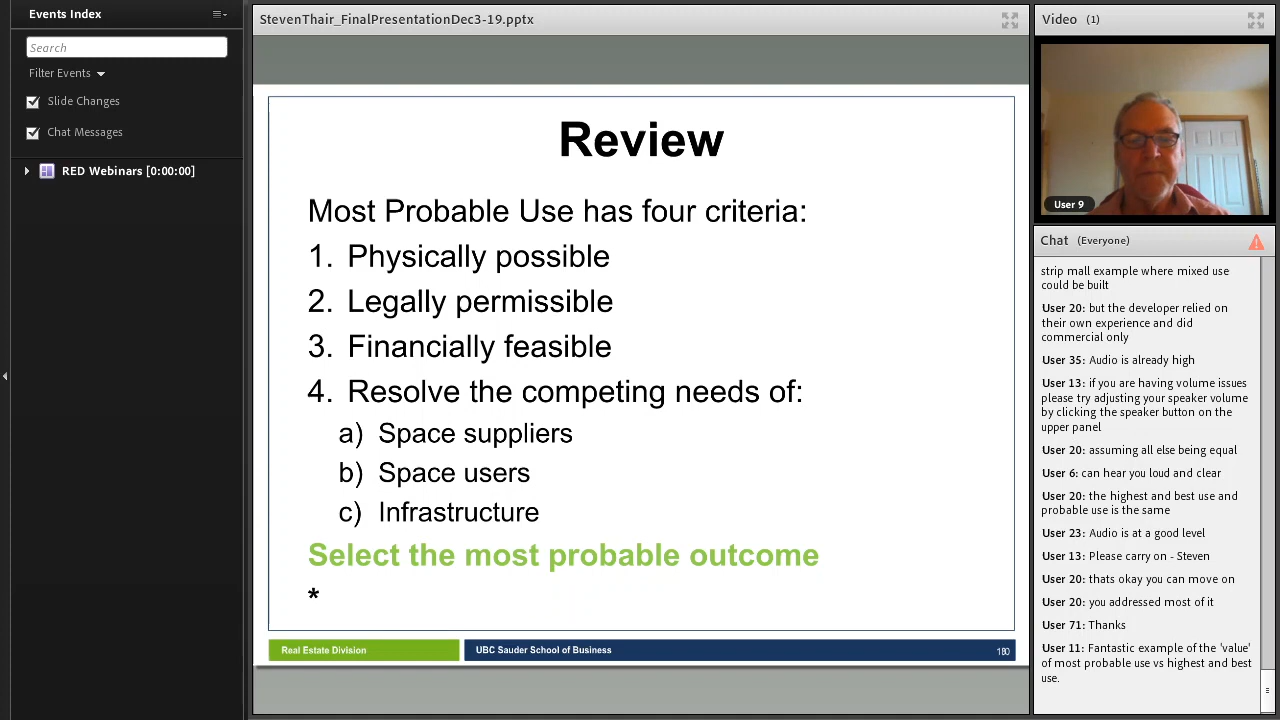 Events Index
Search
Filter Events
Slide Changes
Chat Messages
RED Webinars [0:00:00]
StevenThair_FinalPresentationDec3-19.pptx
Review
Most Probable Use has four criteria:
1. Physically possible
2. Legally permissible
3. Financially feasible
4. Resolve the competing needs of:
a) Space suppliers
b) Space users
c) Infrastructure
Select the most probable outcome
*
Real Estate Division
UBC Sauder School of Business
180
Video (1)
User 9
Chat (Everyone)
strip mall example where mixed use
could be built
User 20: but the developer relied on
their own experience and did
commercial only
User 35: Audio is already high
User 13: if you are having volume issues
please try adjusting your speaker volume
by clicking the speaker button on the
upper panel
User 20: assuming all else being equal
User 6: can hear you loud and clear
User 20: the highest and best use and
probable use is the same
User 23: Audio is at a good level
User 13: Please carry on - Steven
User 20: thats okay you can move on
User 20: you addressed most of it
User 71: Thanks
User 11: Fantastic example of the 'value'
of most probable use vs highest and best
use.